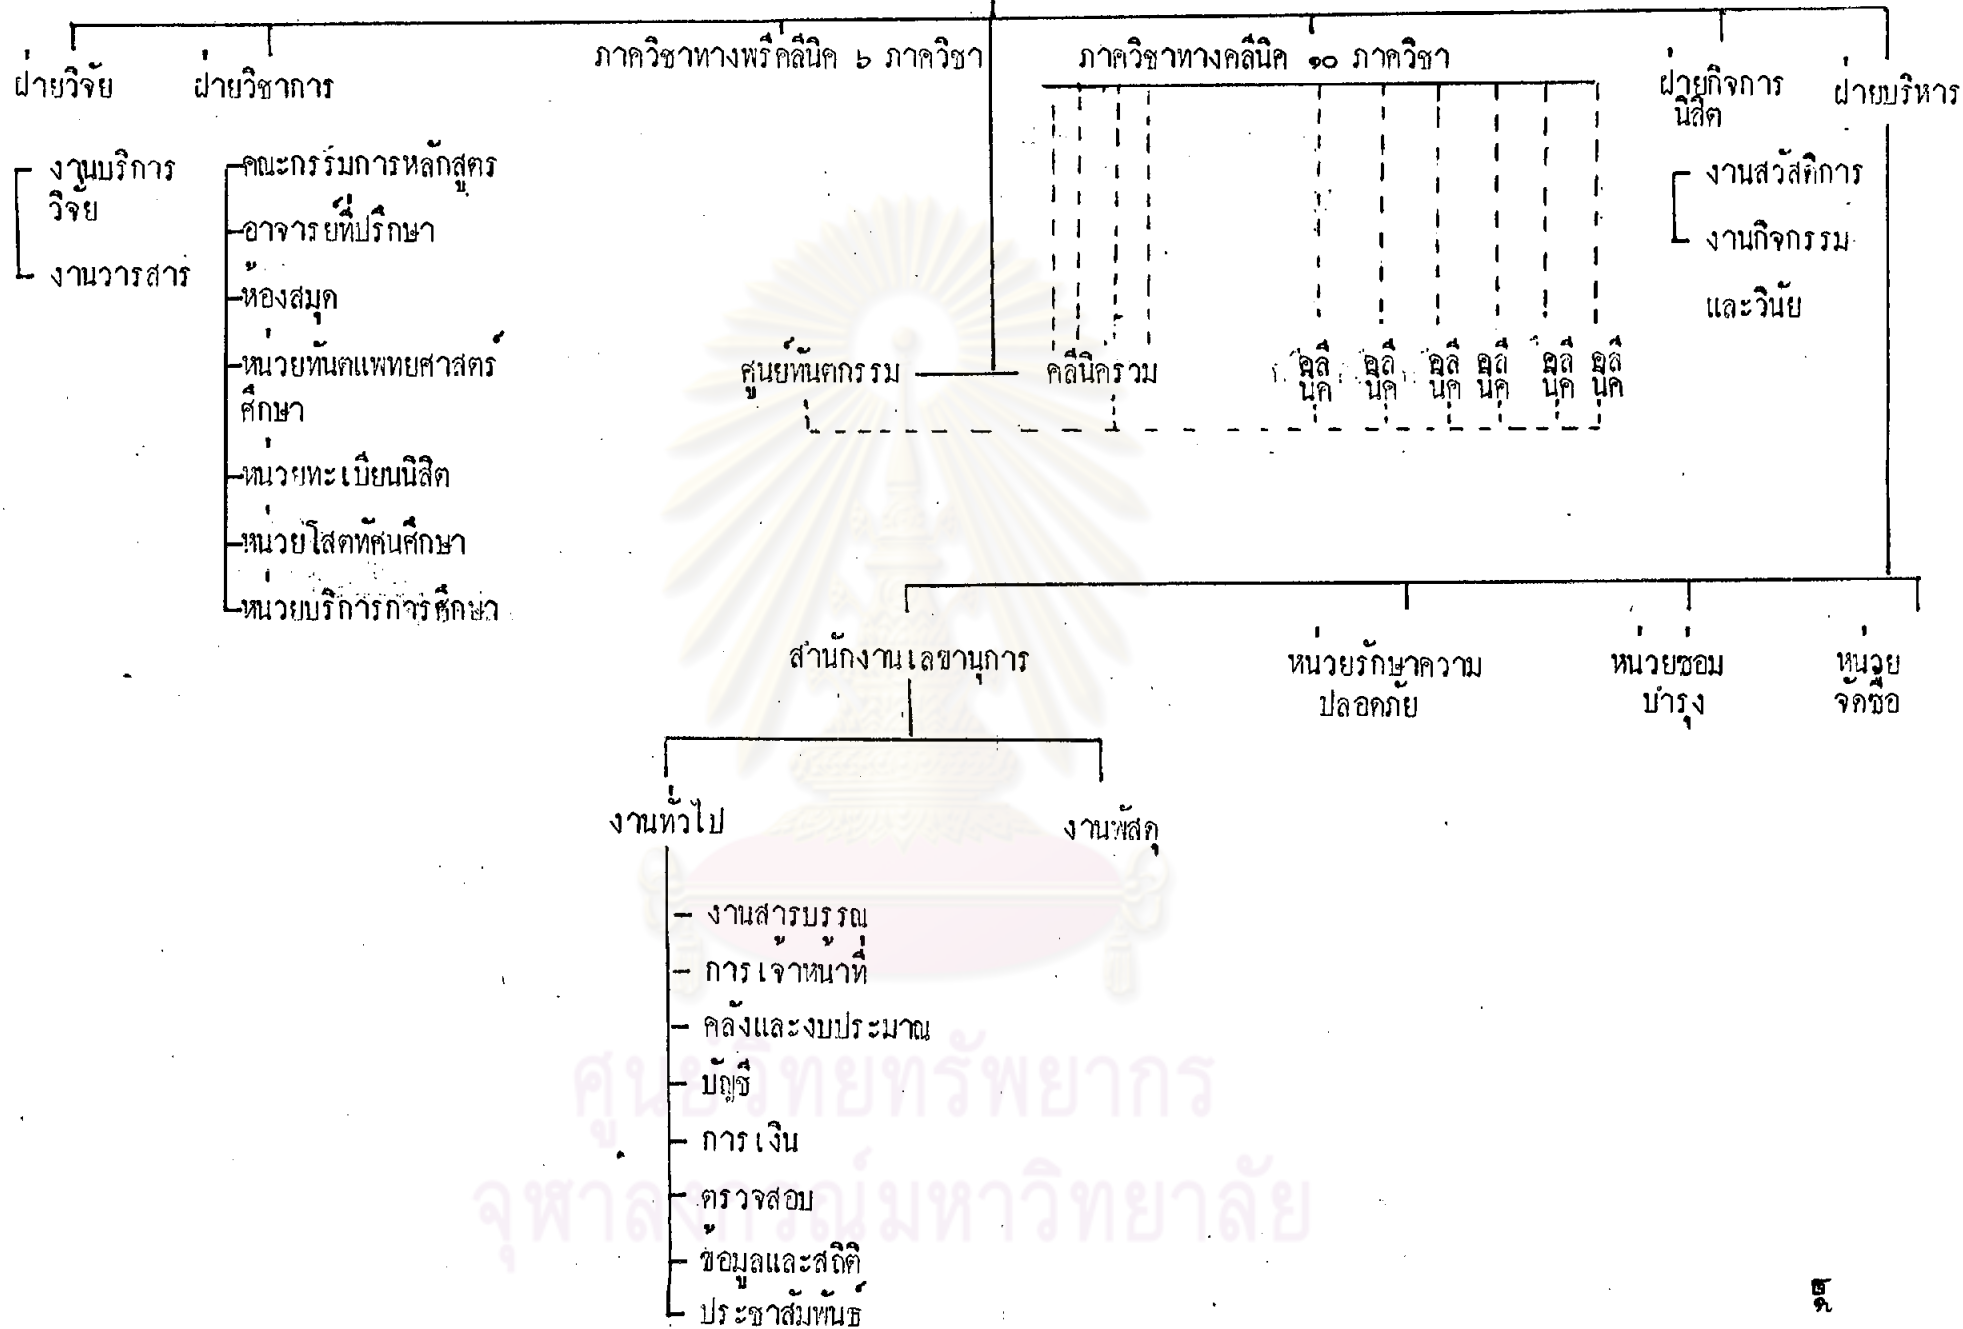 ภาควิชาทางพรีคลีนิค ๖ ภาควิชา
ภาควิชาทางคลีนิค ๑๐ ภาควิชา
ฝ่ายวิจัย
ฝ่ายวิชาการ
ฝ่ายกิจการ
นิสิต
ฝ่ายบริหาร
งานบริการ
วิจัย
งานวารสาร
คณะกรรมการหลักสูตร
อาจารย์ที่ปรึกษา
ห้องสมุด
หน่วยทันตแพทยศาสตร์
ศึกษา
หน่วยทะเบียนนิสิต
หน่วยโสตทัศนศึกษา
หน่วยบริการการศึกษา
งานสวัสดิการ
งานกิจกรรม
และวินัย
ศูนย์ทันตกรรม
คลีนิครวม
คลี
นิค
คลี
นิค
คลี
นิค
คลี
นิค
คลี
นิค
คลี
นิค
สำนักงานเลขานุการ
หน่วยรักษาความ
ปลอดภัย
หน่วยซ่อม
บำรุง
หน่วย
จัดซื้อ
งานทั่วไป
งานพัสดุ
งานสารบรรณ
การเจ้าหน้าที่
คลังและงบประมาณ
บัญชี
การเงิน
ตรวจสอบ
ข้อมูลและสถิติ
ประชาสัมพันธ์
ศูนย์วิทยทรัพยากร
จุฬาลงกรณ์มหาวิทยาลัย